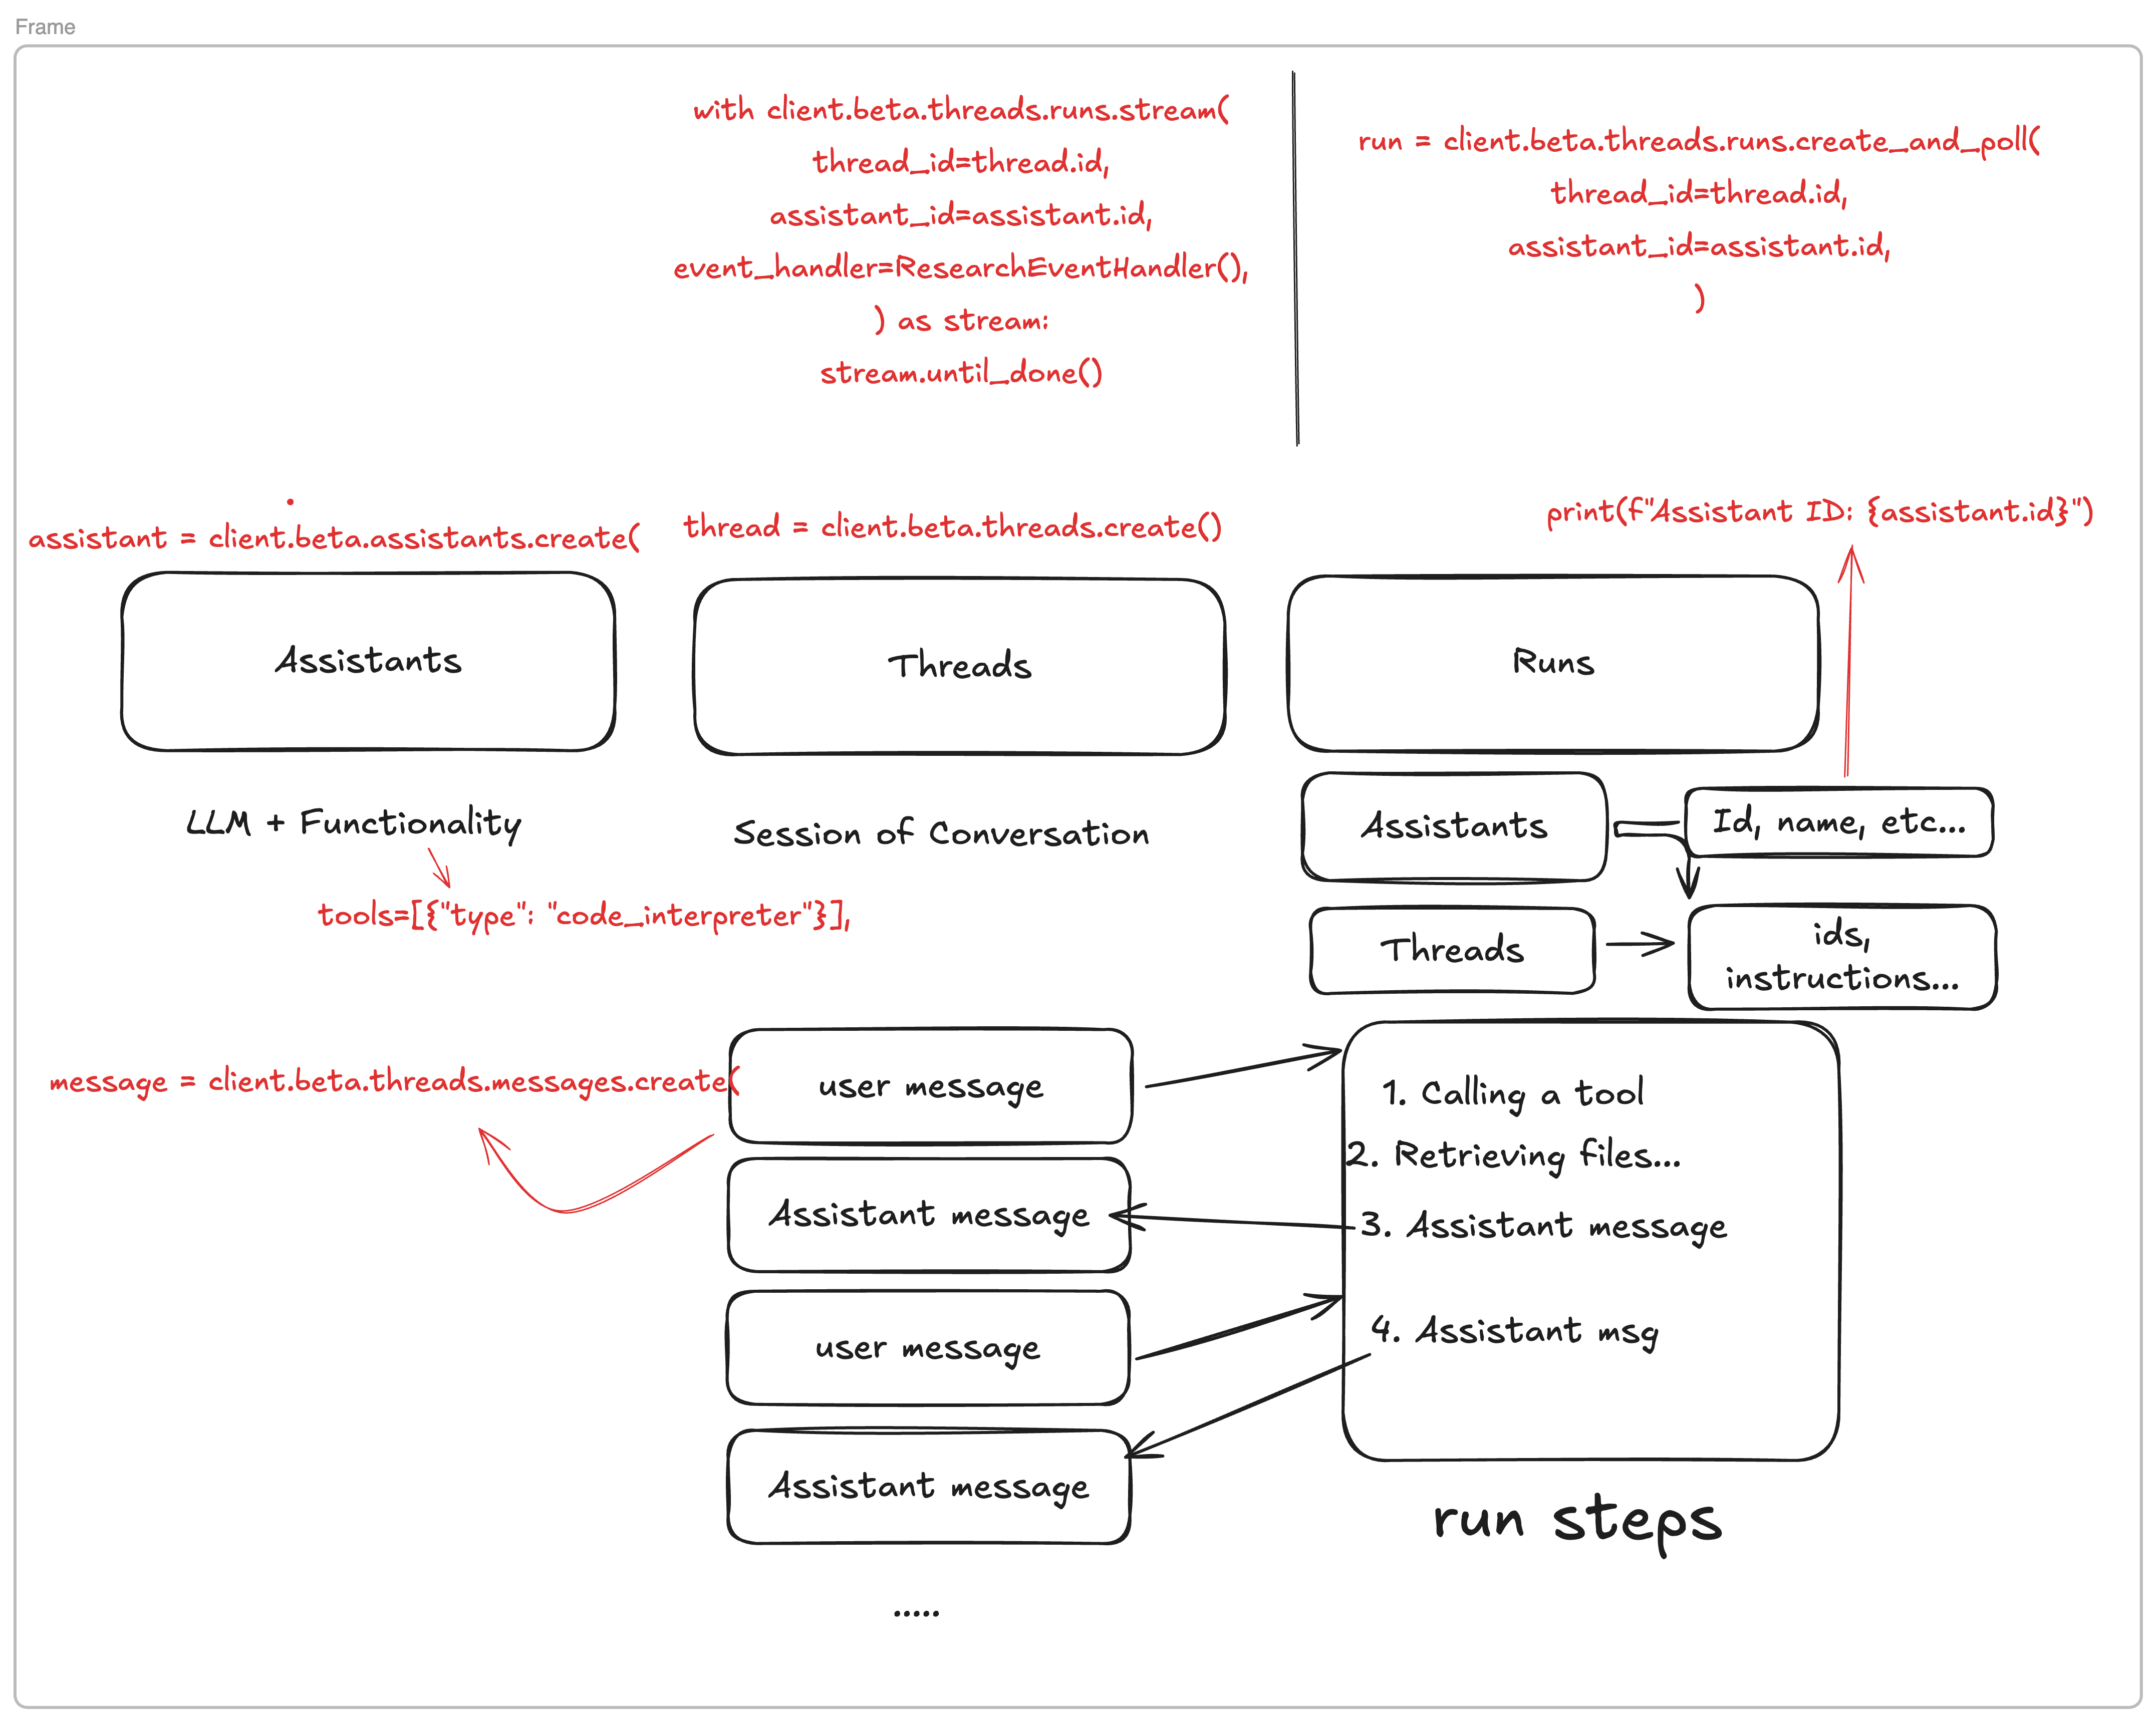 Frame
with client.beta.threads.runs.stream(
thread_id=thread.id,
assistant_id=assistant.id,
event_handler=ResearchEventHandler(),
) as stream:
stream.until_done()
run = client.beta.threads.runs.create_and_poll(
thread_id=thread.id,
assistant_id=assistant.id,
)
assistant = client.beta.assistants.create(
thread = client.beta.threads.create()
print(f"Assistant ID: {assistant.id}")
Assistants
Threads
Runs
LLM + Functionality
Session of Conversation
Assistants
Id, name, etc...
tools=[{"type": "code_interpreter"}],
Threads
ids,
instructions...
message = client.beta.threads.messages.create(
user message
Assistant message
user message
Assistant message
.....
1. Calling a tool
2. Retrieving files...
3. Assistant message
4. Assistant msg
run steps